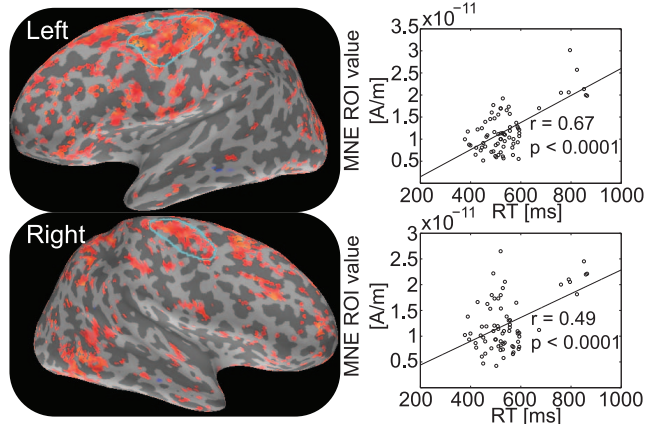 Left
x10⁻¹¹
MNE ROI value
[A/m]
3.5
3
2.5
2
1.5
1
0.5
r = 0.67
p < 0.0001
200 400 600 800 1000
RT [ms]
Right
x10⁻¹¹
MNE ROI value
[A/m]
3
2.5
2
1.5
1
0.5
r = 0.49
p < 0.0001
200 400 600 800 1000
RT [ms]